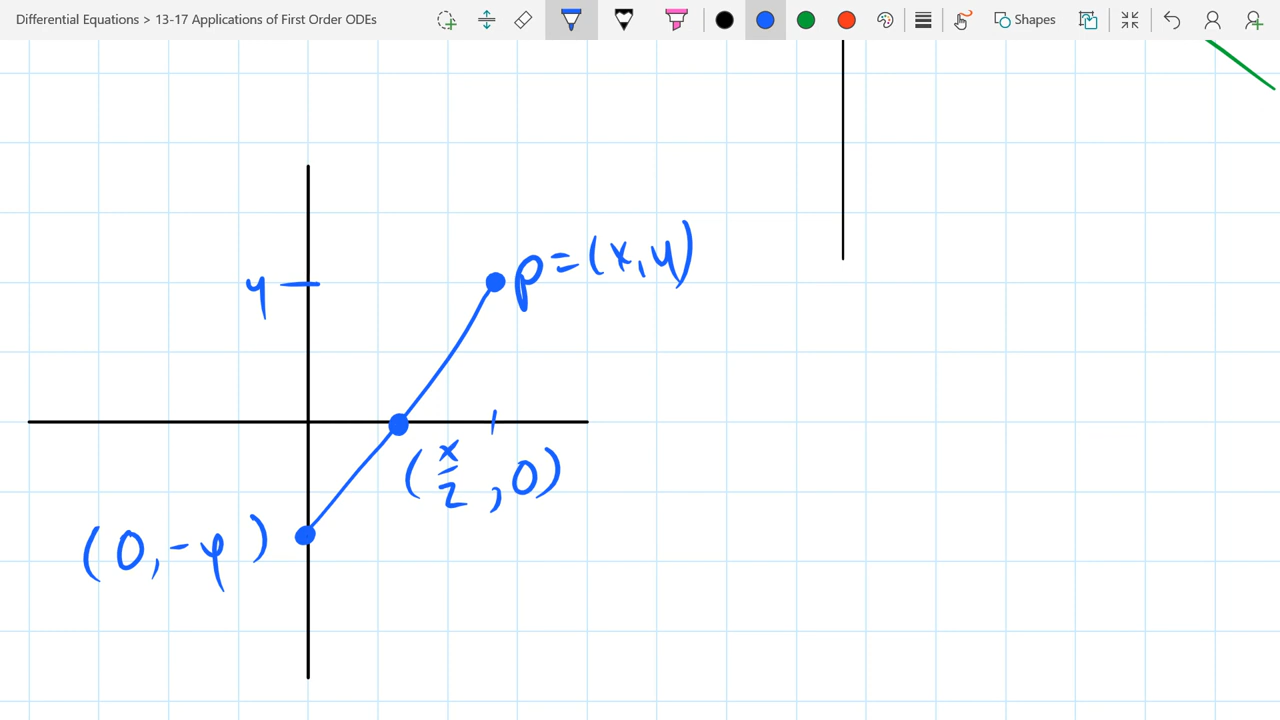 Differential Equations > 13-17 Applications of First Order ODEs
Shapes
p=(x,y)
y
(x/2,0)
(0,-y)